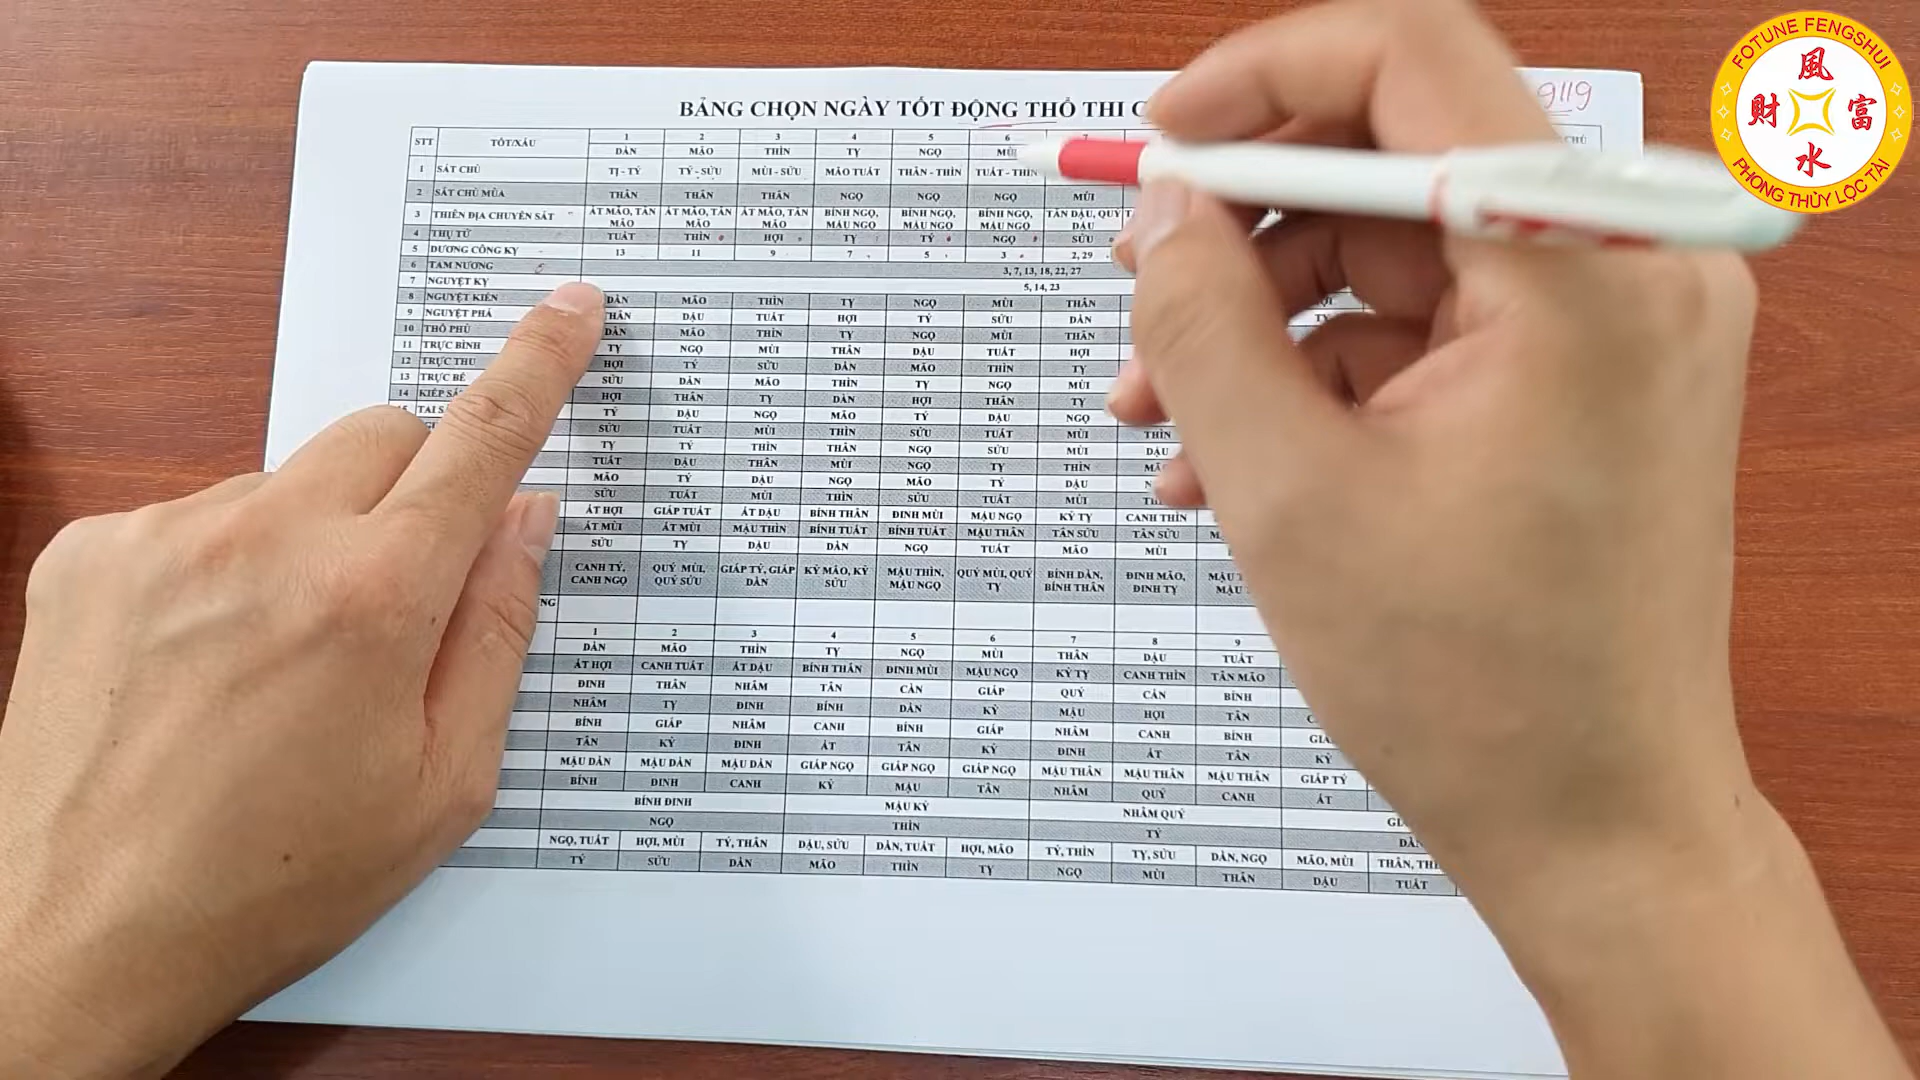 BẢNG CHỌN NGÀY TỐT ĐỘNG THỔ THI C
9119
FOTUNE FENGSHUI
風
財 富
水
PHONG THỦY LỘC TÀI
STT TỐT/XẤU 1 2 3 4 5 6 7
DẦN MÃO THÌN TỴ NGỌ
1 SÁT CHỦ TỊ - TÝ TÝ - SỬU MÙI - SỬU MÃO TUẤT THÂN - THÌN TUẤT - THÌN
2 SÁT CHỦ MÙA THÂN THÂN THÂN NGỌ NGỌ NGỌ MÙI
3 THIÊN ĐỊA CHUYÊN SÁT ẤT MÃO, TÂN MÃO ẤT MÃO, TÂN MÃO ẤT MÃO, TÂN MÃO BÍNH NGỌ, MẬU NGỌ BÍNH NGỌ, MẬU NGỌ BÍNH NGỌ, MẬU NGỌ TÂN DẬU, QUÝ DẬU
4 THỤ TỬ TUẤT THÌN HỢI TỴ TÝ NGỌ SỬU
5 DƯƠNG CÔNG KỴ 13 11 9 7 5 3 2, 29
6 TAM NƯƠNG 3, 7, 13, 18, 22, 27
7 NGUYỆT KỴ 5, 14, 23
8 NGUYỆT KIẾN DẦN MÃO THÌN TỴ NGỌ MÙI THÂN
9 NGUYỆT PHÁ THÂN DẬU TUẤT HỢI TÝ SỬU DẦN
10 THỔ PHỦ DẦN MÃO THÌN TỴ NGỌ MÙI THÂN
11 TRỰC BÌNH TỴ NGỌ MÙI THÂN DẬU TUẤT HỢI
12 TRỰC THU HỢI TÝ SỬU DẦN MÃO THÌN TỴ
13 TRỰC BẾ SỬU DẦN MÃO THÌN TỴ NGỌ MÙI
14 KIẾP HỢI THÂN TỴ DẦN HỢI THÂN TỴ
TAI TÝ DẬU NGỌ MÃO TÝ DẬU NGỌ
SỬU TUẤT MÙI THÌN SỬU TUẤT MÙI THÌN
TỴ TÝ THÌN THÂN NGỌ SỬU MÙI DẬU
TUẤT DẬU THÂN MÙI NGỌ TỴ THÌN
MÃO TÝ DẬU NGỌ MÃO TÝ DẬU
SỬU TUẤT MÙI THÌN SỬU TUẤT MÙI
ẤT HỢI GIÁP TUẤT ẤT DẬU BÍNH THÂN ĐINH MÙI MẬU NGỌ KỶ TỴ CANH THÌN
ẤT MÙI ẤT MÙI MẬU THÌN BÍNH TUẤT BÍNH TUẤT MẬU THÂN TÂN SỬU TÂN SỬU
SỬU TỴ DẬU DẦN NGỌ TUẤT MÃO MÙI
CANH TÝ, CANH NGỌ QUÝ MÙI, QUÝ SỬU GIÁP TÝ, GIÁP DẦN KỶ MÃO, KỶ SỬU MẬU THÌN, MẬU NGỌ QUÝ MÙI, QUÝ TỴ BÍNH DẦN, BÍNH THÂN ĐINH MÃO, ĐINH TỴ
NG
1 2 3 4 5 6 7 8 9
DẦN MÃO THÌN TỴ NGỌ MÙI THÂN DẬU TUẤT
ẤT HỢI CANH TUẤT ẤT DẬU BÍNH THÂN ĐINH MÙI MẬU NGỌ KỶ TỴ CANH THÌN TÂN MÃO
ĐINH THÂN NHÂM TÂN CÀN GIÁP QUÝ CẤN BÍNH
NHÂM TỴ ĐINH BÍNH DẦN KỶ MẬU HỢI TÂN
BÍNH GIÁP NHÂM CANH BÍNH GIÁP NHÂM CANH BÍNH
TÂN KỶ ĐINH ẤT TÂN KỶ ĐINH ẤT TÂN KỶ
MẬU DẦN MẬU DẦN MẬU DẦN GIÁP NGỌ GIÁP NGỌ GIÁP NGỌ MẬU THÂN MẬU THÂN MẬU THÂN GIÁP TÝ
BÍNH ĐINH CANH KỶ MẬU TÂN NHÂM QUÝ CANH ẤT
BÍNH ĐINH MẬU KỶ NHÂM QUÝ
NGỌ THÌN TÝ
NGỌ, TUẤT HỢI, MÙI TÝ, THÂN DẬU, SỬU DẦN, TUẤT HỢI, MÃO TÝ, THÌN TỴ, SỬU DẦN, NGỌ MÃO, MÙI
TÝ SỬU DẦN MÃO THÌN TỴ NGỌ MÙI THÂN DẬU TUẤT